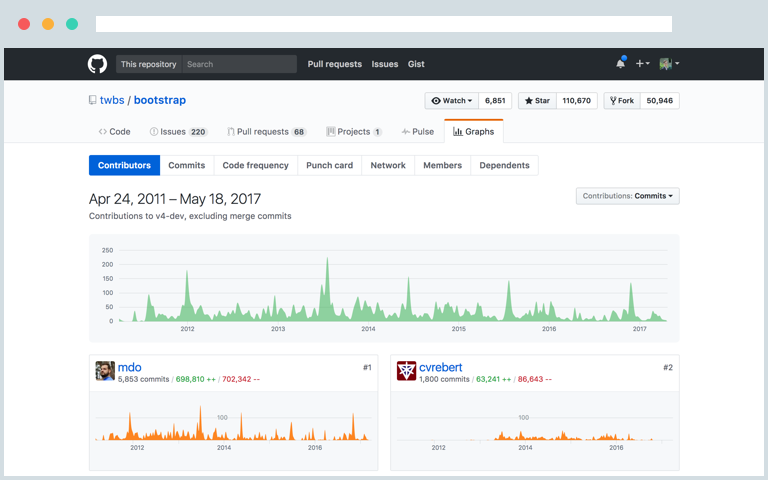 This repository Search Pull requests Issues Gist
twbs / bootstrap Watch 6,851 Star 110,670 Fork 50,946
Code Issues 220 Pull requests 68 Projects 1 Pulse Graphs
Contributors Commits Code frequency Punch card Network Members Dependents
Apr 24, 2011 – May 18, 2017 Contributions: Commits
Contributions to v4-dev, excluding merge commits
250
200
150
100
50
0
2012 2013 2014 2015 2016 2017
mdo #1
5,853 commits / 698,810 ++ / 702,342 --
100
2012 2014 2016
cvrebert #2
1,800 commits / 63,241 ++ / 86,643 --
100
2012 2014 2016